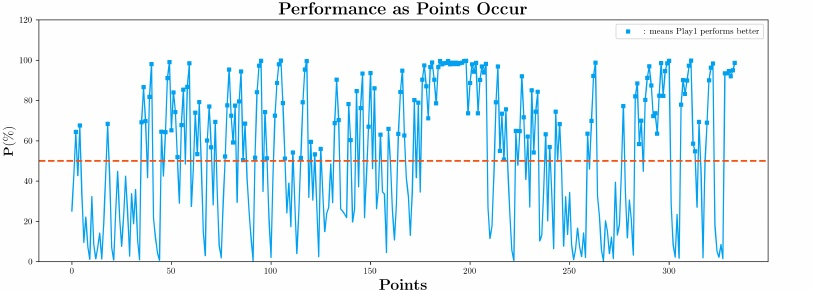 Performance as Points Occur
: means Play1 performs better
120
100
80
60
40
20
0
P(%)
0 50 100 150 200 250 300
Points